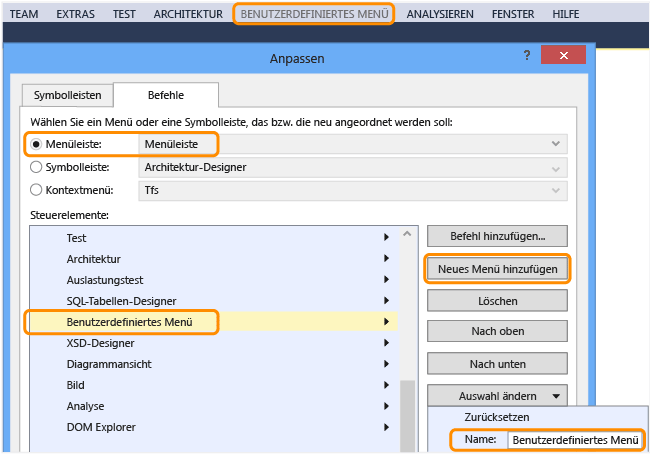 TEAM EXTRAS TEST ARCHITEKTUR BENUTZERDEFINIERTES MENÜ ANALYSIEREN FENSTER HILFE
Anpassen ? x
Symbolleisten Befehle
Wählen Sie ein Menü oder eine Symbolleiste, das bzw. die neu angeordnet werden soll:
Menüleiste: Menüleiste
Symbolleiste: Architektur-Designer
Kontextmenü: Tfs
Steuerelemente:
Test
Architektur
Auslastungstest
SQL-Tabellen-Designer
Benutzerdefiniertes Menü
XSD-Designer
Diagrammansicht
Bild
Analyse
DOM Explorer
Befehl hinzufügen...
Neues Menü hinzufügen
Löschen
Nach oben
Nach unten
Auswahl ändern
Zurücksetzen
Name: Benutzerdefiniertes Menü